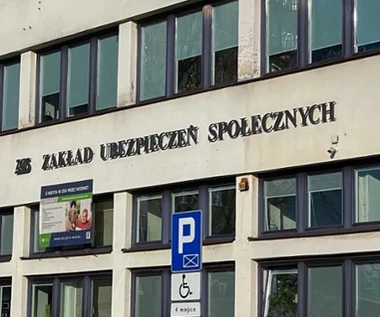 ZUS ZAKŁAD UBEZPIECZEŃ SPOŁECZNYCH
P
4 miejsca